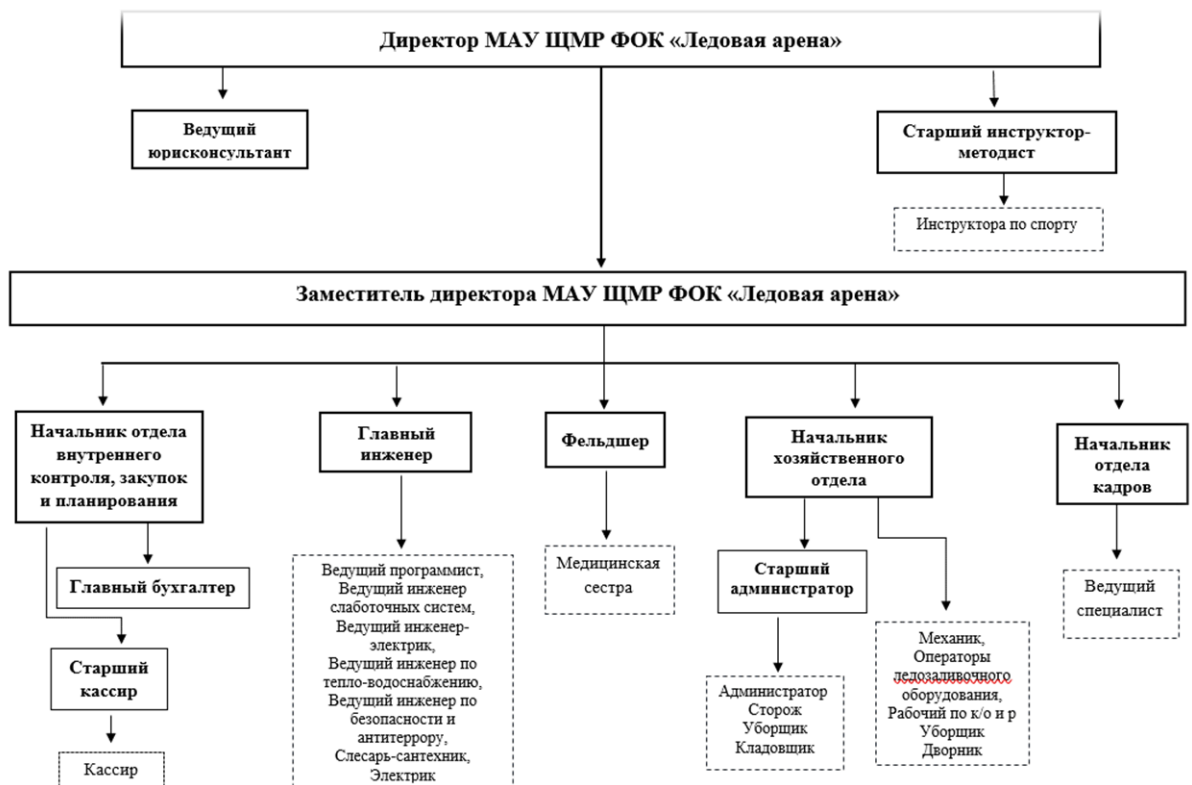 Директор МАУ ЩМР ФОК «Ледовая арена»
Ведущий
юрисконсультант
Старший инструктор-
методист
Инструктора по спорту
Заместитель директора МАУ ЩМР ФОК «Ледовая арена»
Начальник отдела
внутреннего
контроля, закупок
и планирования
Главный бухгалтер
Старший
кассир
Кассир
Главный
инженер
Ведущий программист,
Ведущий инженер
слаботочных систем,
Ведущий инженер-
электрик,
Ведущий инженер по
тепло-водоснабжению,
Ведущий инженер по
безопасности и
антитеррору,
Слесарь-сантехник,
Электрик
Фельдшер
Медицинская
сестра
Начальник
хозяйственного
отдела
Старший
администратор
Администратор
Сторож
Уборщик
Кладовщик
Механик,
Операторы
ледозаливочного
оборудования,
Рабочий по к/о и р
Уборщик
Дворник
Начальник
отдела
кадров
Ведущий
специалист